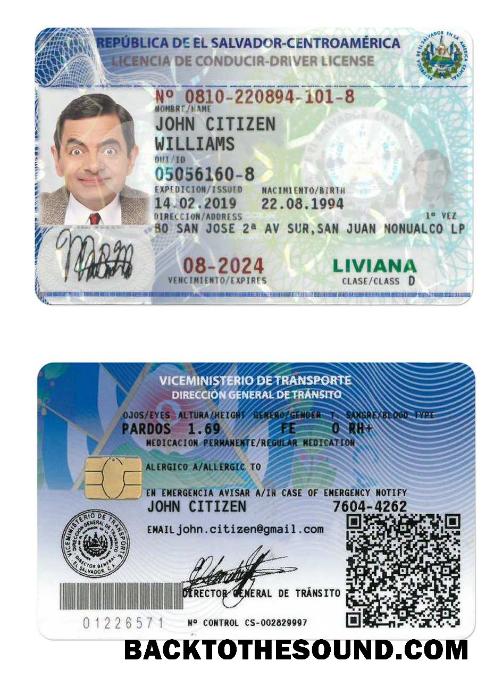 REPÚBLICA DE EL SALVADOR-CENTROAMÉRICA
LICENCIA DE CONDUCIR-DRIVER LICENSE
Nº 0810-220894-101-8
NOMBRE/NAME
JOHN CITIZEN
WILLIAMS
DUI/ID
05056160-8
EXPEDICION/ISSUED NACIMIENTO/BIRTH
14.02.2019 22.08.1994
DIRECCION/ADDRESS 1ª VEZ
BO SAN JOSE 2ª AV SUR,SAN JUAN NONUALCO LP
08-2024 LIVIANA
VENCIMIENTO/EXPIRES CLASE/CLASS D
VICEMINISTERIO DE TRANSPORTE
DIRECCIÓN GENERAL DE TRÁNSITO
OJOS/EYES ALTURA/HEIGHT GENERO/GENDER T. SANGRE/BLOOD TYPE
PARDOS 1.69 FE O RH+
MEDICACION PERMANENTE/REGULAR MEDICATION
ALERGICO A/ALLERGIC TO
EN EMERGENCIA AVISAR A/IN CASE OF EMERGENCY NOTIFY
JOHN CITIZEN 7604-4262
EMAIL john.citizen@gmail.com
VICEMINISTERIO DE TRANSPORTE
DIRECTOR GENERAL
EL SALVADOR, C.A.
DIRECTOR GENERAL DE TRÁNSITO
01226571
Nº CONTROL CS-002829997
BACKTOTHESOUND.COM